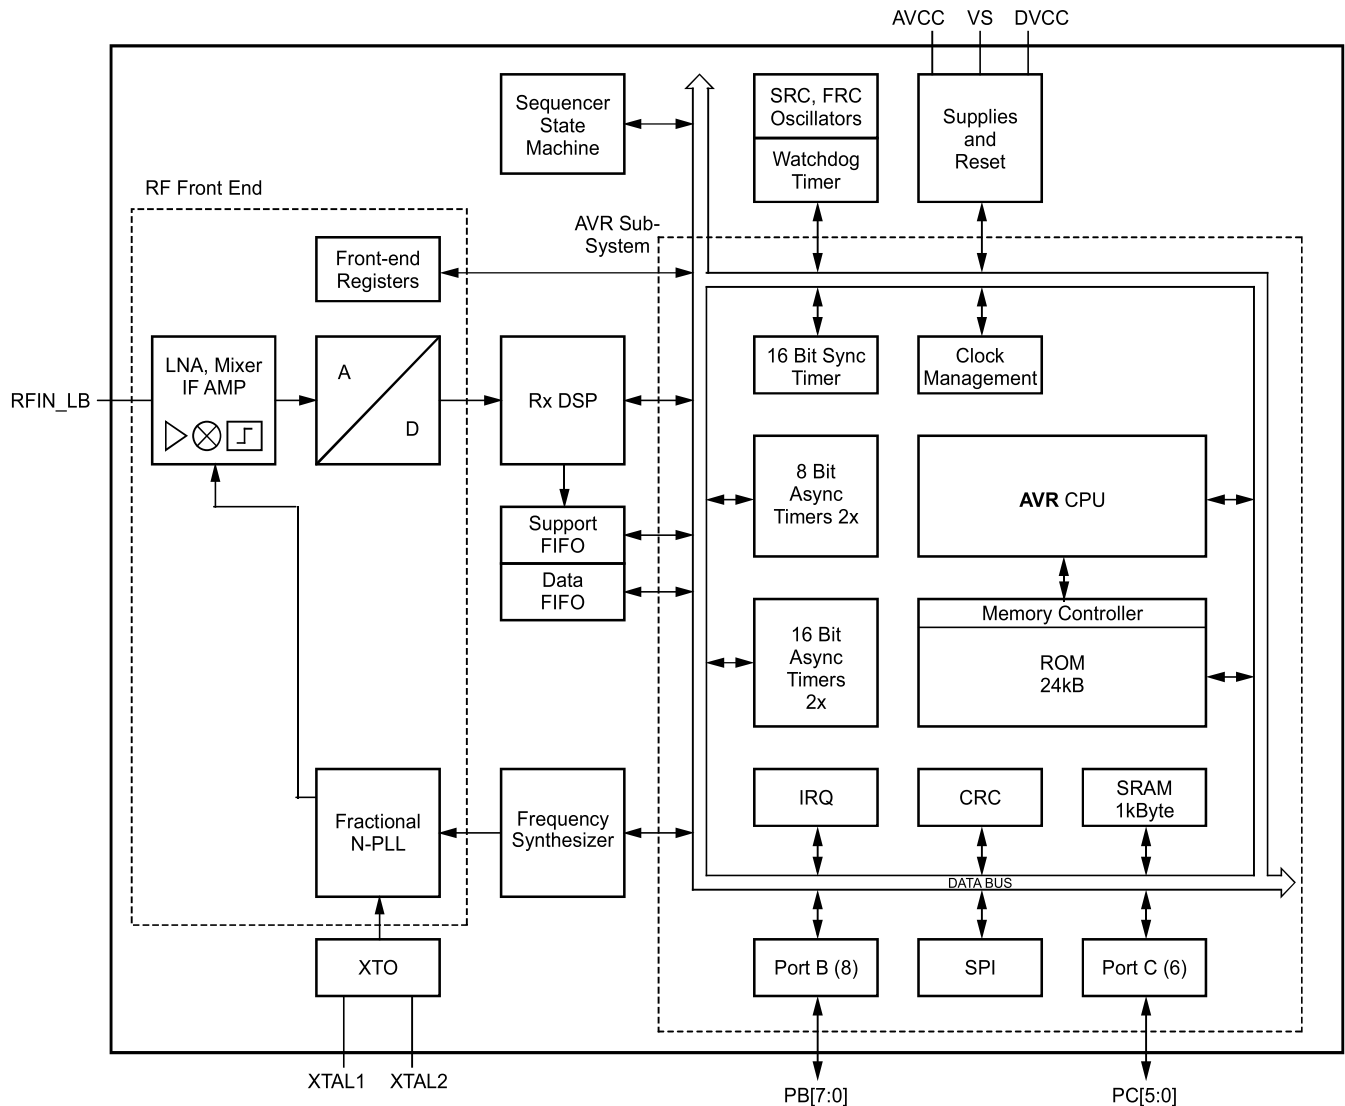 AVCC VS DVCC
Sequencer
State
Machine
SRC, FRC
Oscillators
Watchdog
Timer
Supplies
and
Reset
RF Front End
AVR Sub-
System
Front-end
Registers
RFIN_LB
LNA, Mixer
IF AMP
A
D
Rx DSP
16 Bit Sync
Timer
Clock
Management
Support
FIFO
Data
FIFO
8 Bit
Async
Timers 2x
AVR CPU
16 Bit
Async
Timers
2x
Memory Controller
ROM
24kB
Fractional
N-PLL
Frequency
Synthesizer
IRQ
CRC
SRAM
1kByte
DATA BUS
XTO
Port B (8)
SPI
Port C (6)
XTAL1 XTAL2
PB[7:0]
PC[5:0]